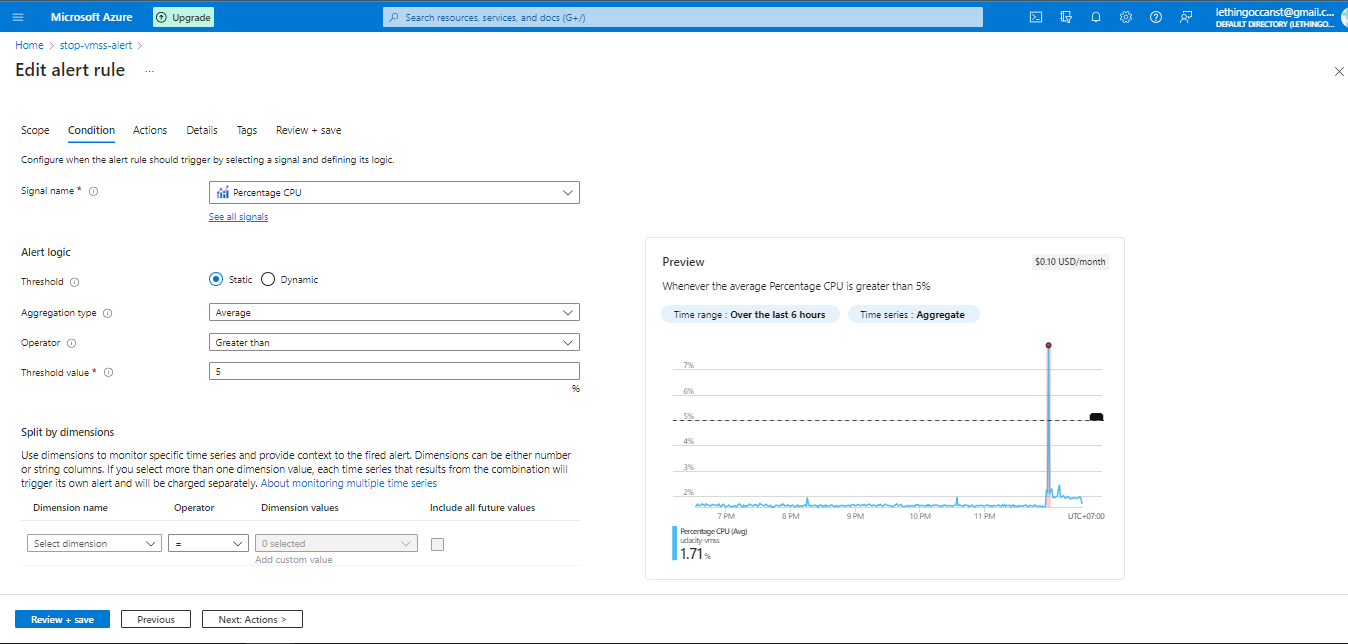 Microsoft Azure
Upgrade
Search resources, services, and docs (G+/)
lethingoccanst@gmail.c...
DEFAULT DIRECTORY (LETHINGO...
Home > stop-vmss-alert >
Edit alert rule ...
Scope Condition Actions Details Tags Review + save
Configure when the alert rule should trigger by selecting a signal and defining its logic.
Signal name *
Percentage CPU
See all signals
Alert logic
Threshold
Static Dynamic
Aggregation type
Average
Operator
Greater than
Threshold value *
5
%
Split by dimensions
Use dimensions to monitor specific time series and provide context to the fired alert. Dimensions can be either number
or string columns. If you select more than one dimension value, each time series that results from the combination will
trigger its own alert and will be charged separately. About monitoring multiple time series
Dimension name Operator Dimension values Include all future values
Select dimension = 0 selected
Add custom value
Preview
$0.10 USD/month
Whenever the average Percentage CPU is greater than 5%
Time range : Over the last 6 hours Time series : Aggregate
7%
6%
5%
4%
3%
2%
7 PM 8 PM 9 PM 10 PM 11 PM UTC+07:00
Percentage CPU (Avg)
udacity-vmss
1.71 %
Review + save Previous Next: Actions >